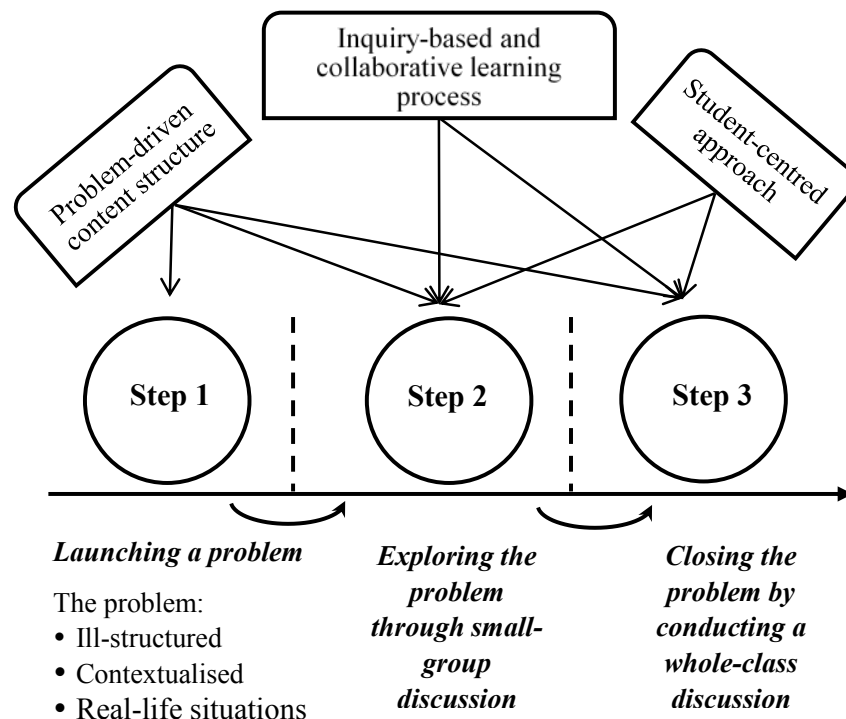 Inquiry-based and
collaborative learning
process
Problem-driven
content structure
Student-centred
approach
Step 1
Step 2
Step 3
Launching a problem
The problem:
• Ill-structured
• Contextualised
• Real-life situations
Exploring the
problem
through small-
group
discussion
Closing the
problem by
conducting a
whole-class
discussion